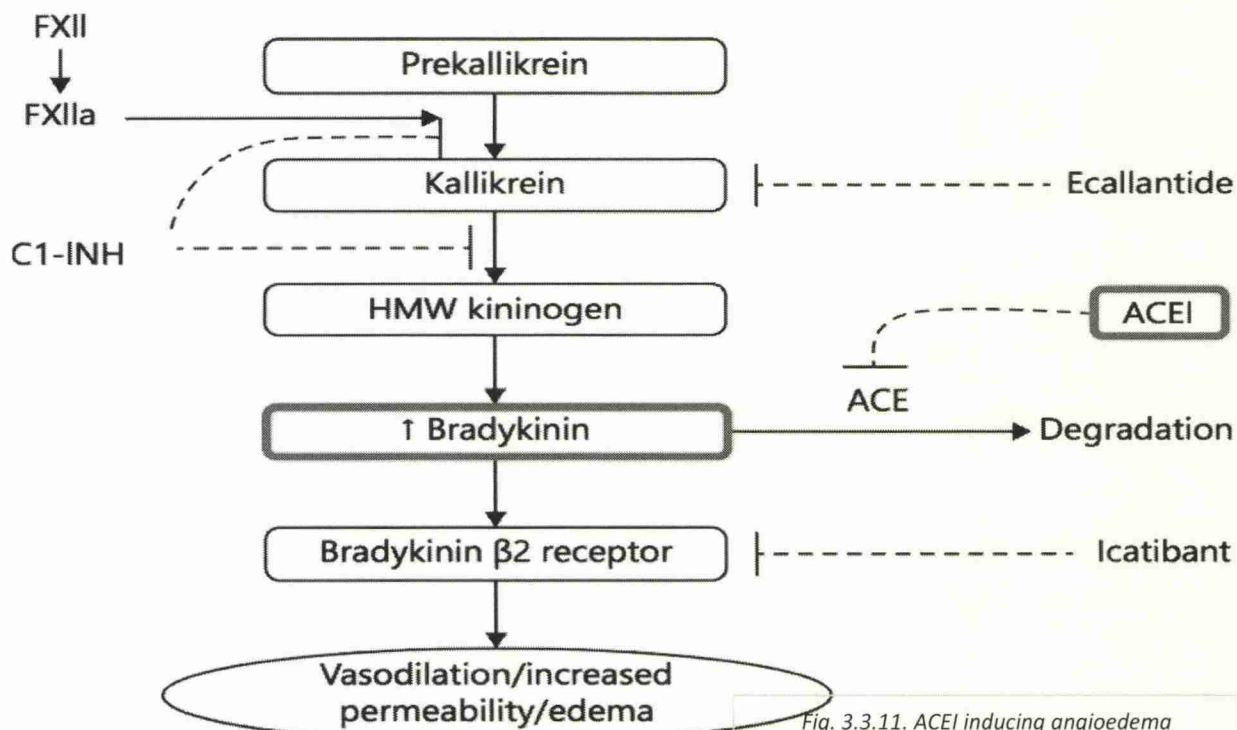 FXII
Prekallikrein
FXIIa
Kallikrein
Ecallantide
C1-INH
HMW kininogen
ACEI
ACE
↑ Bradykinin
Degradation
Bradykinin β2 receptor
Icatibant
Vasodilation/increased
permeability/edema
Fig. 3.3.11. ACEI inducing angioedema